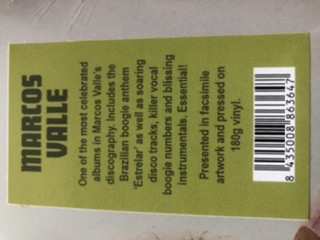 MARCOS
VALLE
One of the most celebrated
albums in Marcos Valle's
discography. Includes the
Brazilian boogie anthem
'Estrelar' as well as soaring
disco tracks, killer vocal
boogie numbers and blissing
instrumentals. Essential!
Presented in facsimile
artwork and pressed on
180g vinyl.
8 435008 863647